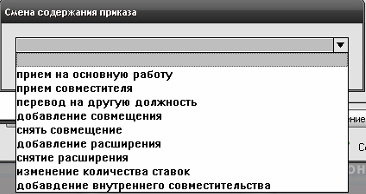 Смена содержания приказа
прием на основную работу
прием совместителя
перевод на другую должность
добавление совмещения
снять совмещение
добавление расширения
снятие расширения
изменение количества ставок
добавдение внутреннего совместительства